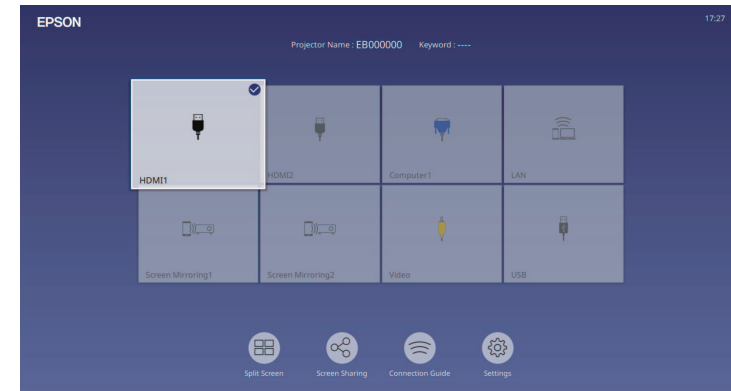 EPSON
17:27
Projector Name : EB000000 Keyword : ----
HDMI1
HDMI2
Computer1
LAN
Screen Mirroring1
Screen Mirroring2
Video
USB
Split Screen
Screen Sharing
Connection Guide
Settings